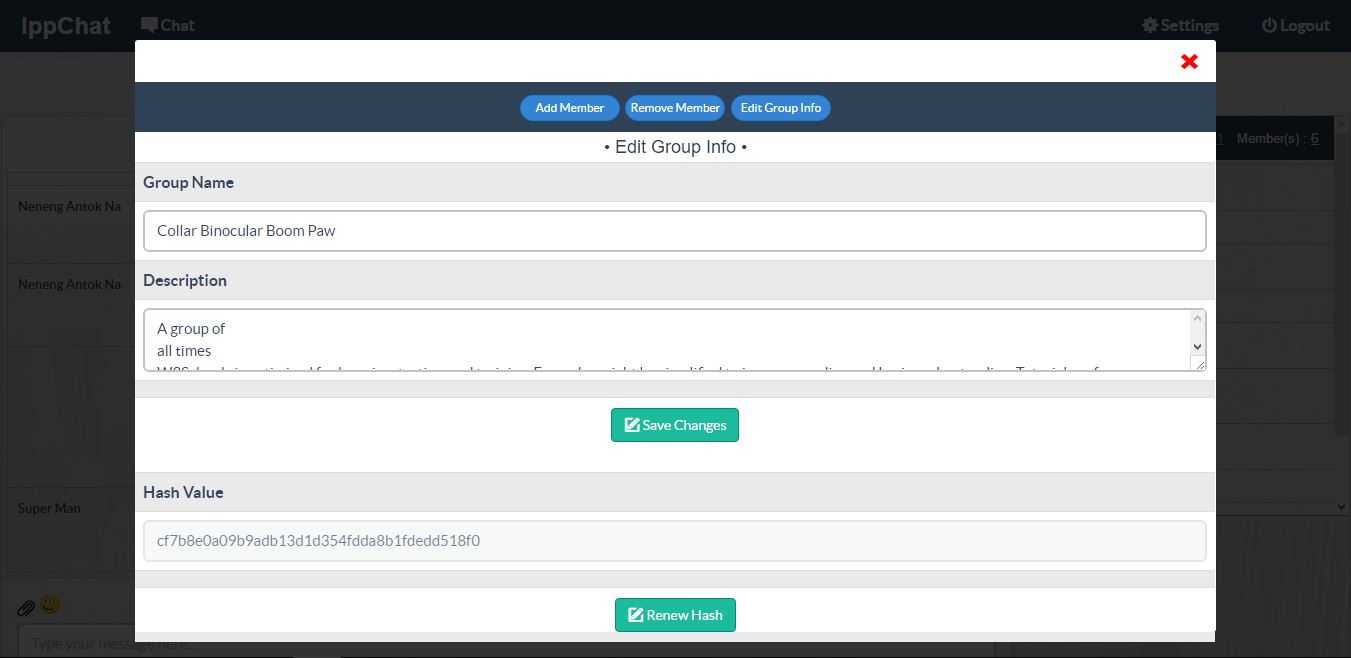 IppChat
Chat
Settings
Logout
Add Member
Remove Member
Edit Group Info
• Edit Group Info •
1 Member(s) : 6
Group Name
Neneng Antok Na
Collar Binocular Boom Paw
Description
Neneng Antok Na
A group of
all times
Save Changes
Hash Value
Super Man
cf7b8e0a09b9adb13d1d354fdda8b1fdedd518f0
Renew Hash
Type your message here...